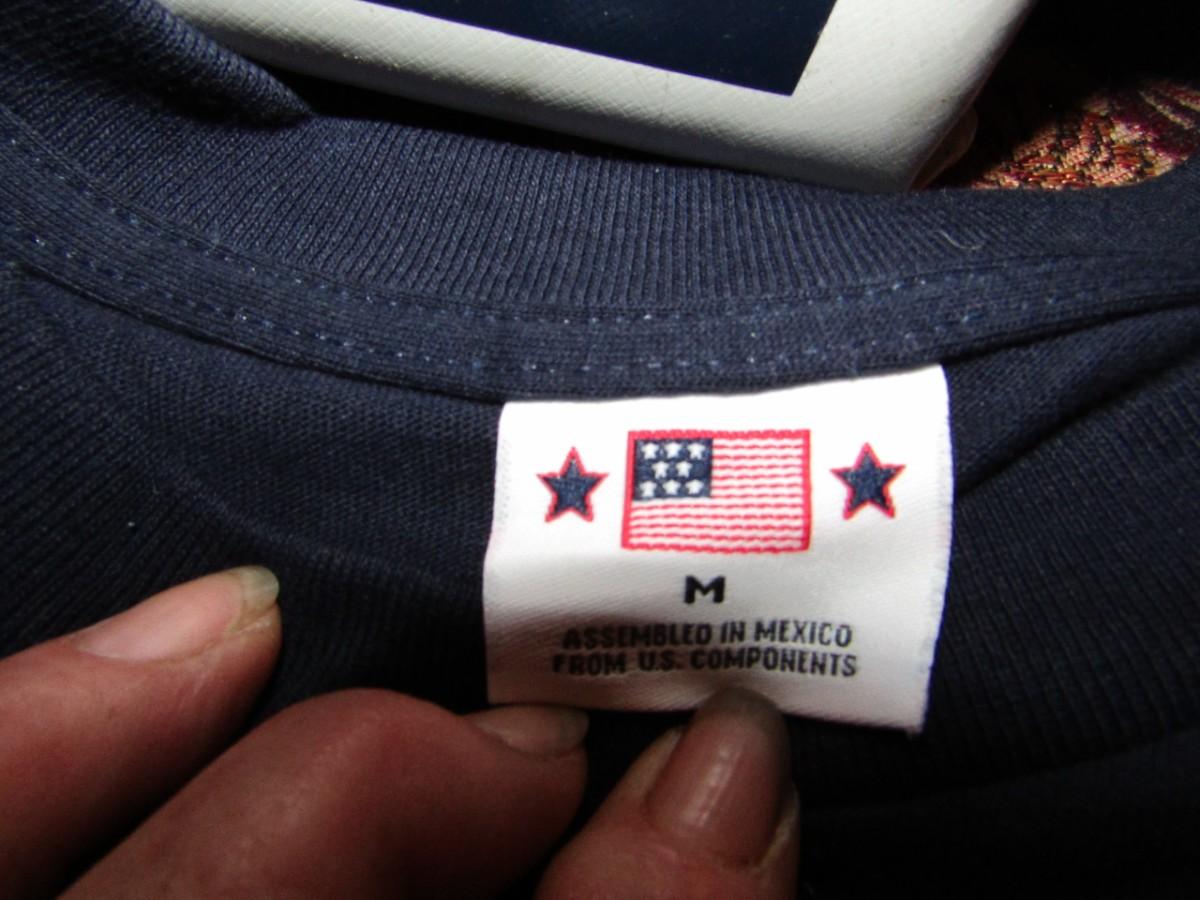 M
ASSEMBLED IN MEXICO
FROM U.S. COMPONENTS